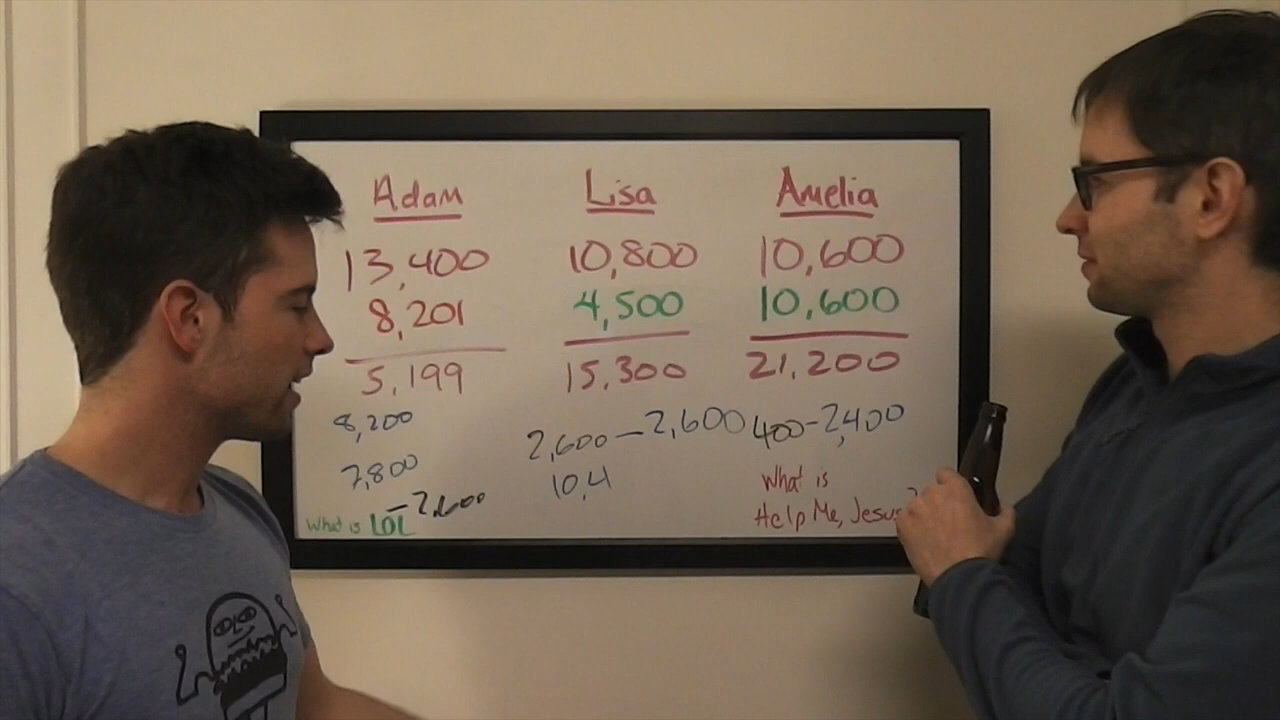 Adam Lisa Amelia
13,400 10,800 10,600
8,201 4,500 10,600
5,199 15,300 21,200
8,200 2,600-2,600 400-2,400
7,800 10,4 What is
-2,600 Help Me, Jesus?
What is LOL